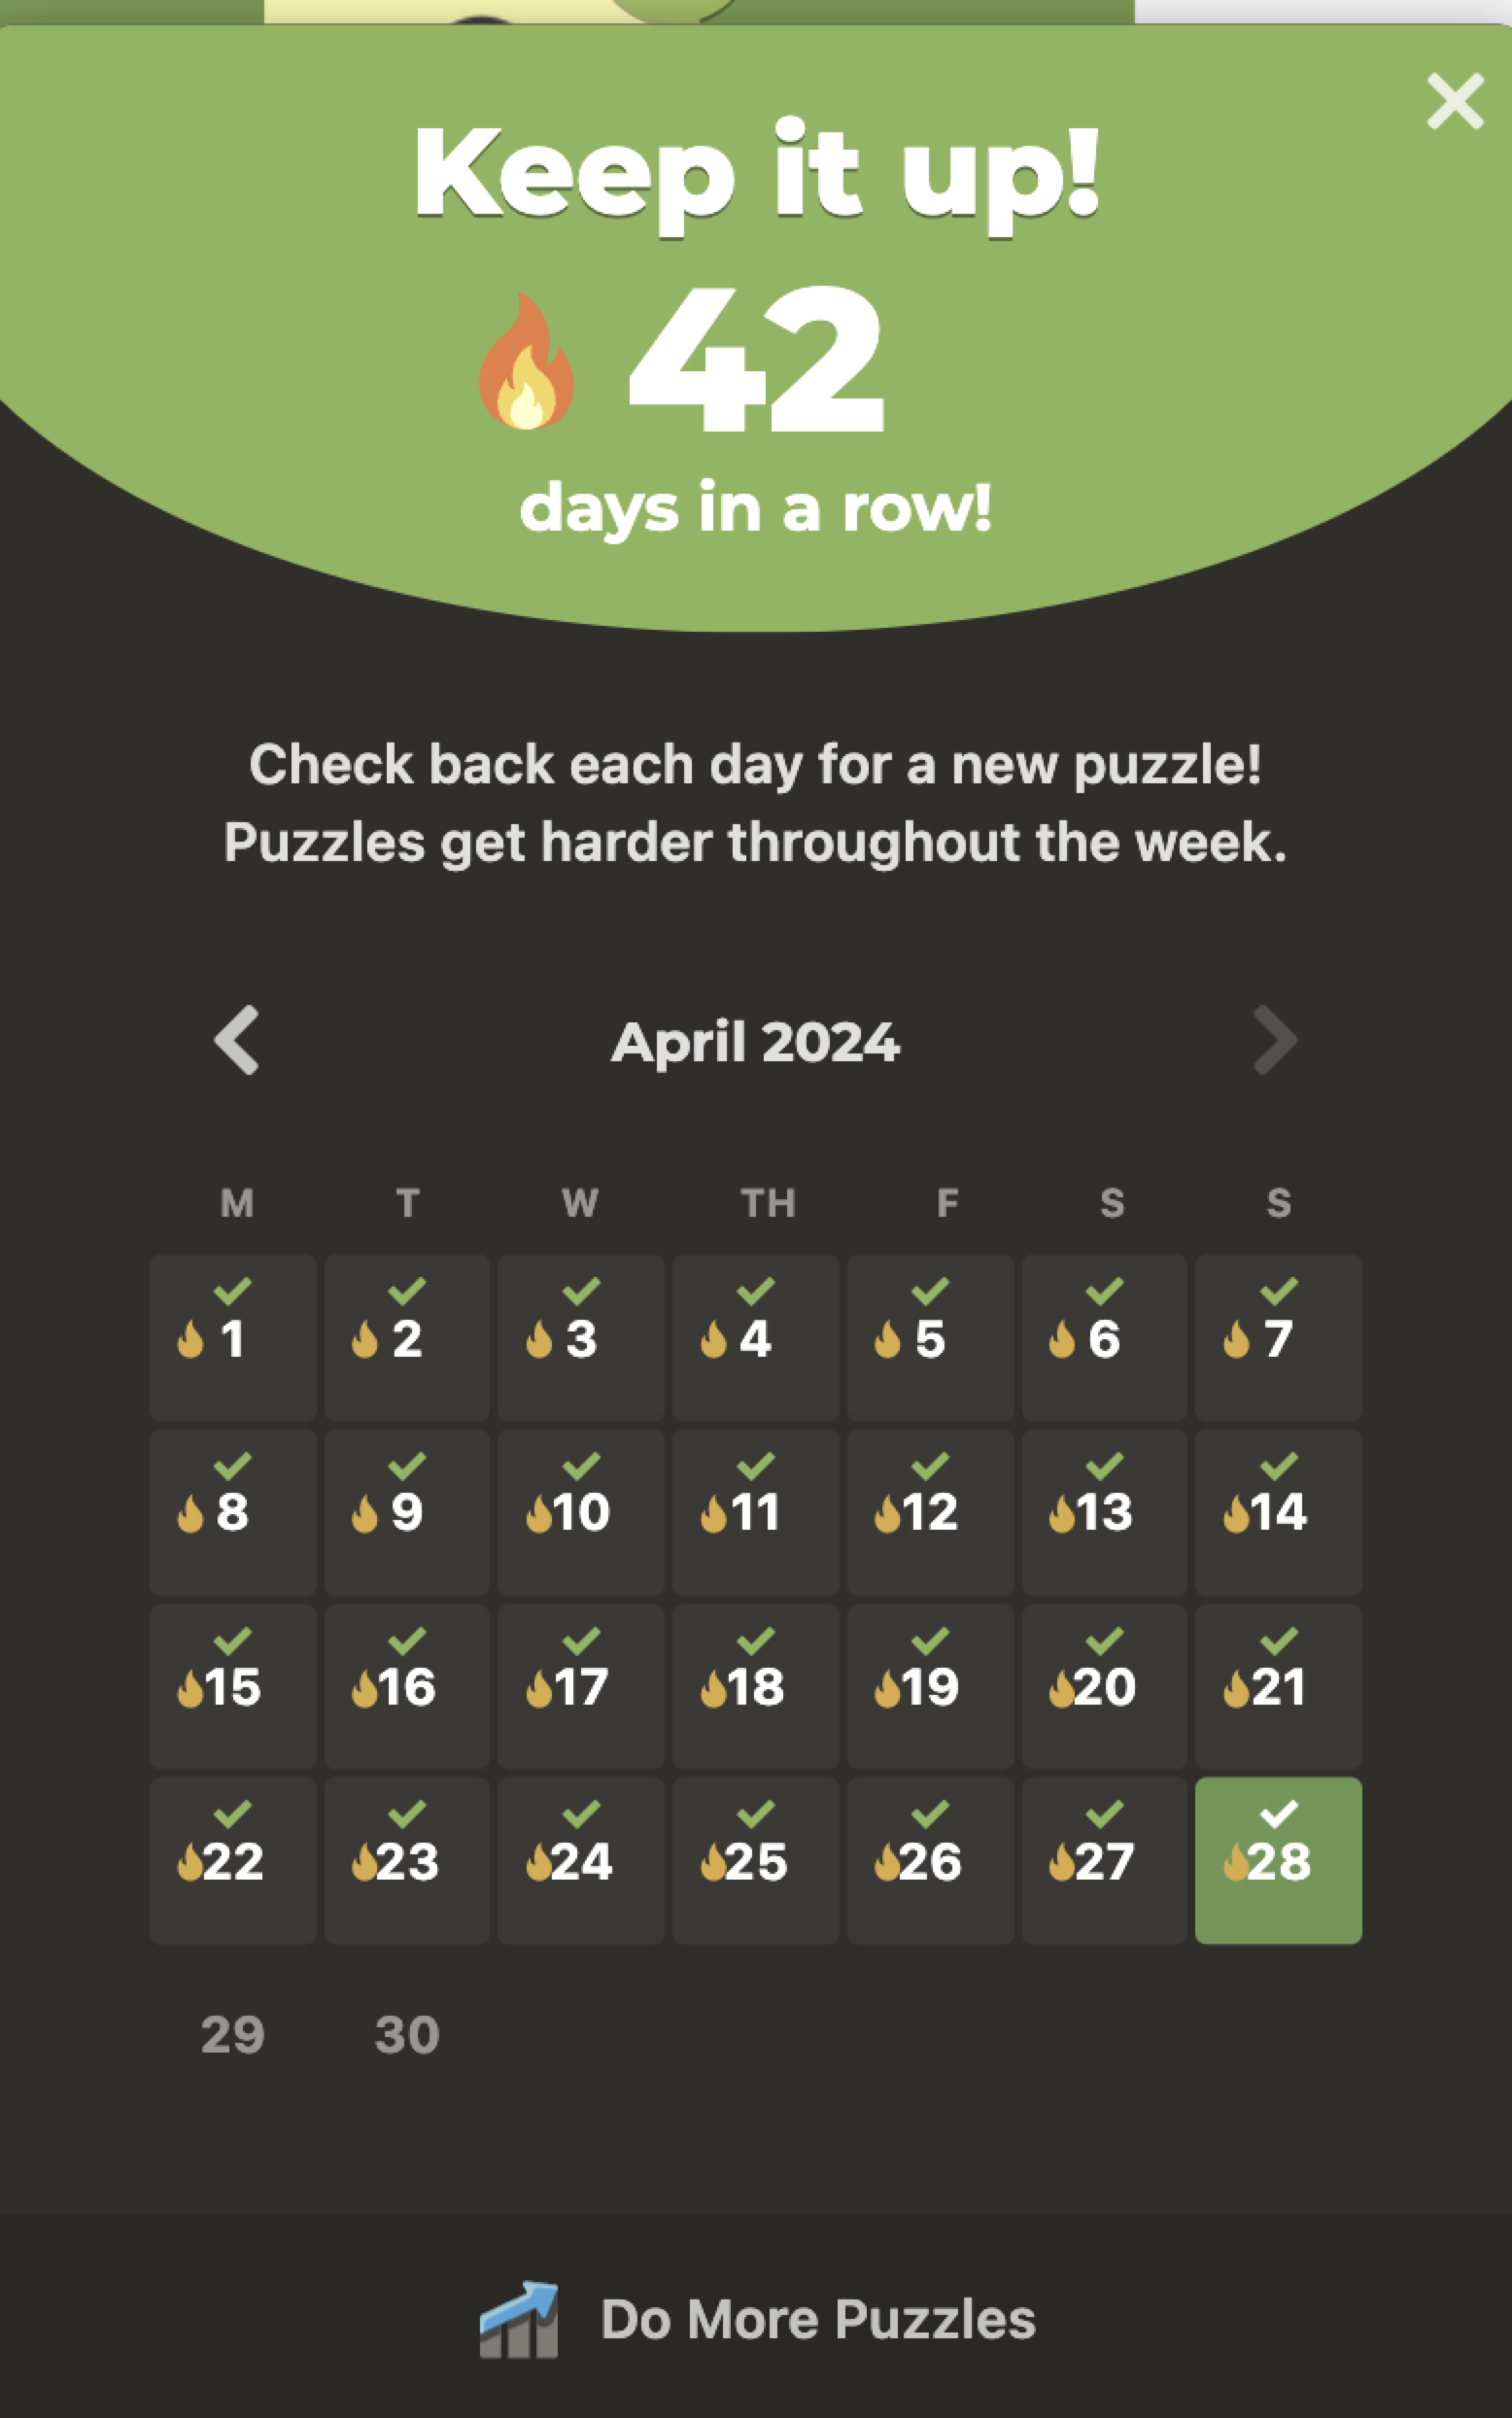 Keep it up!
42
days in a row!
Check back each day for a new puzzle!
Puzzles get harder throughout the week.
April 2024
M T W TH F S S
1 2 3 4 5 6 7
8 9 10 11 12 13 14
15 16 17 18 19 20 21
22 23 24 25 26 27 28
29 30
Do More Puzzles